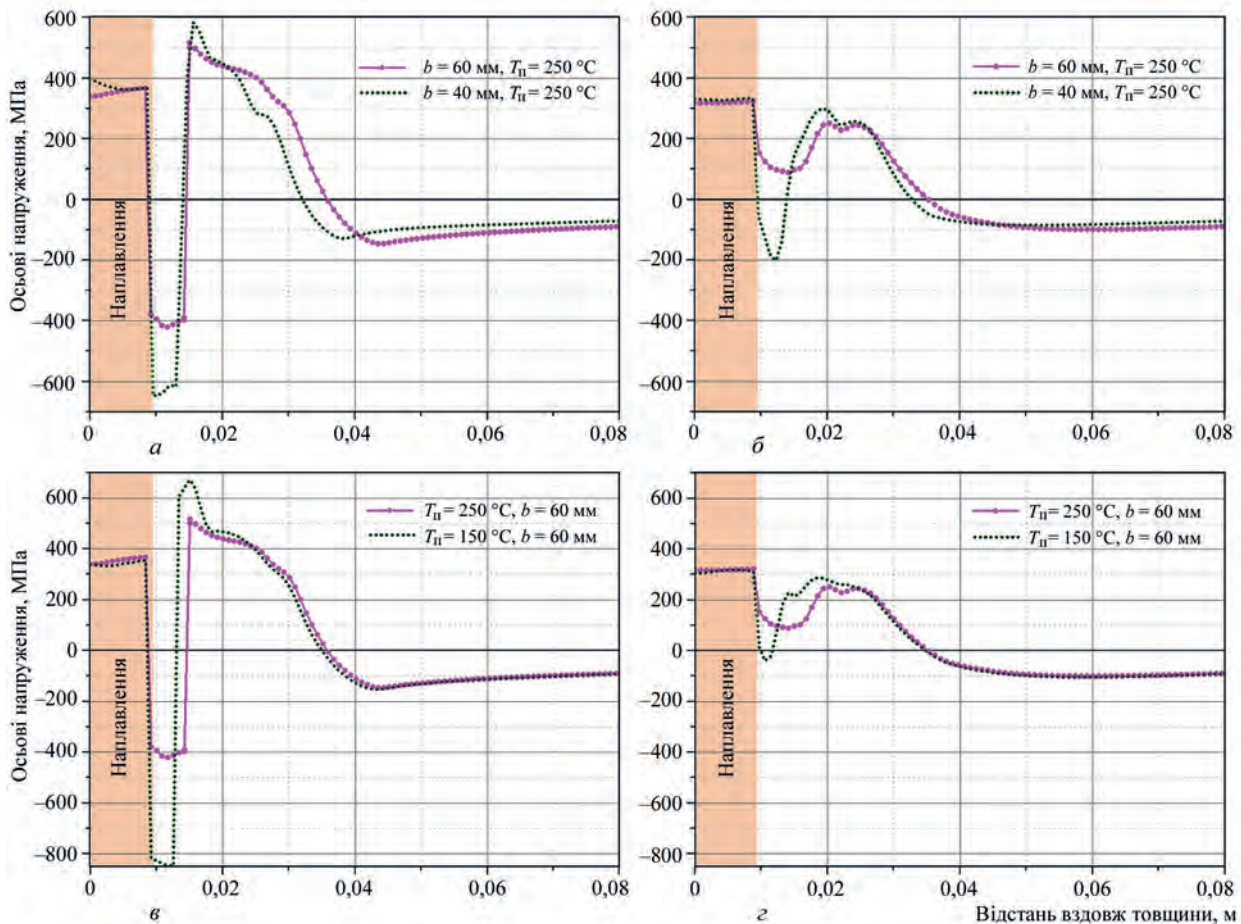 600
400
200
0
–200
–400
–600
Осьові напруження, МПа
Наплавлення
b = 60 мм, Tп= 250 °C
b = 40 мм, Tп= 250 °C
0 0,02 0,04 0,06 0,08
а
600
400
200
0
–200
–400
–600
Наплавлення
b = 60 мм, Tп= 250 °C
b = 40 мм, Tп= 250 °C
0 0,02 0,04 0,06 0,08
б
600
400
200
0
–200
–400
–600
–800
Осьові напруження, МПа
Наплавлення
Tп= 250 °C, b = 60 мм
Tп= 150 °C, b = 60 мм
0 0,02 0,04 0,06 0,08
в
600
400
200
0
–200
–400
–600
–800
Наплавлення
Tп= 250 °C, b = 60 мм
Tп= 150 °C, b = 60 мм
0 0,02 0,04 0,06 0,08
г
Відстань вздовж товщини, м